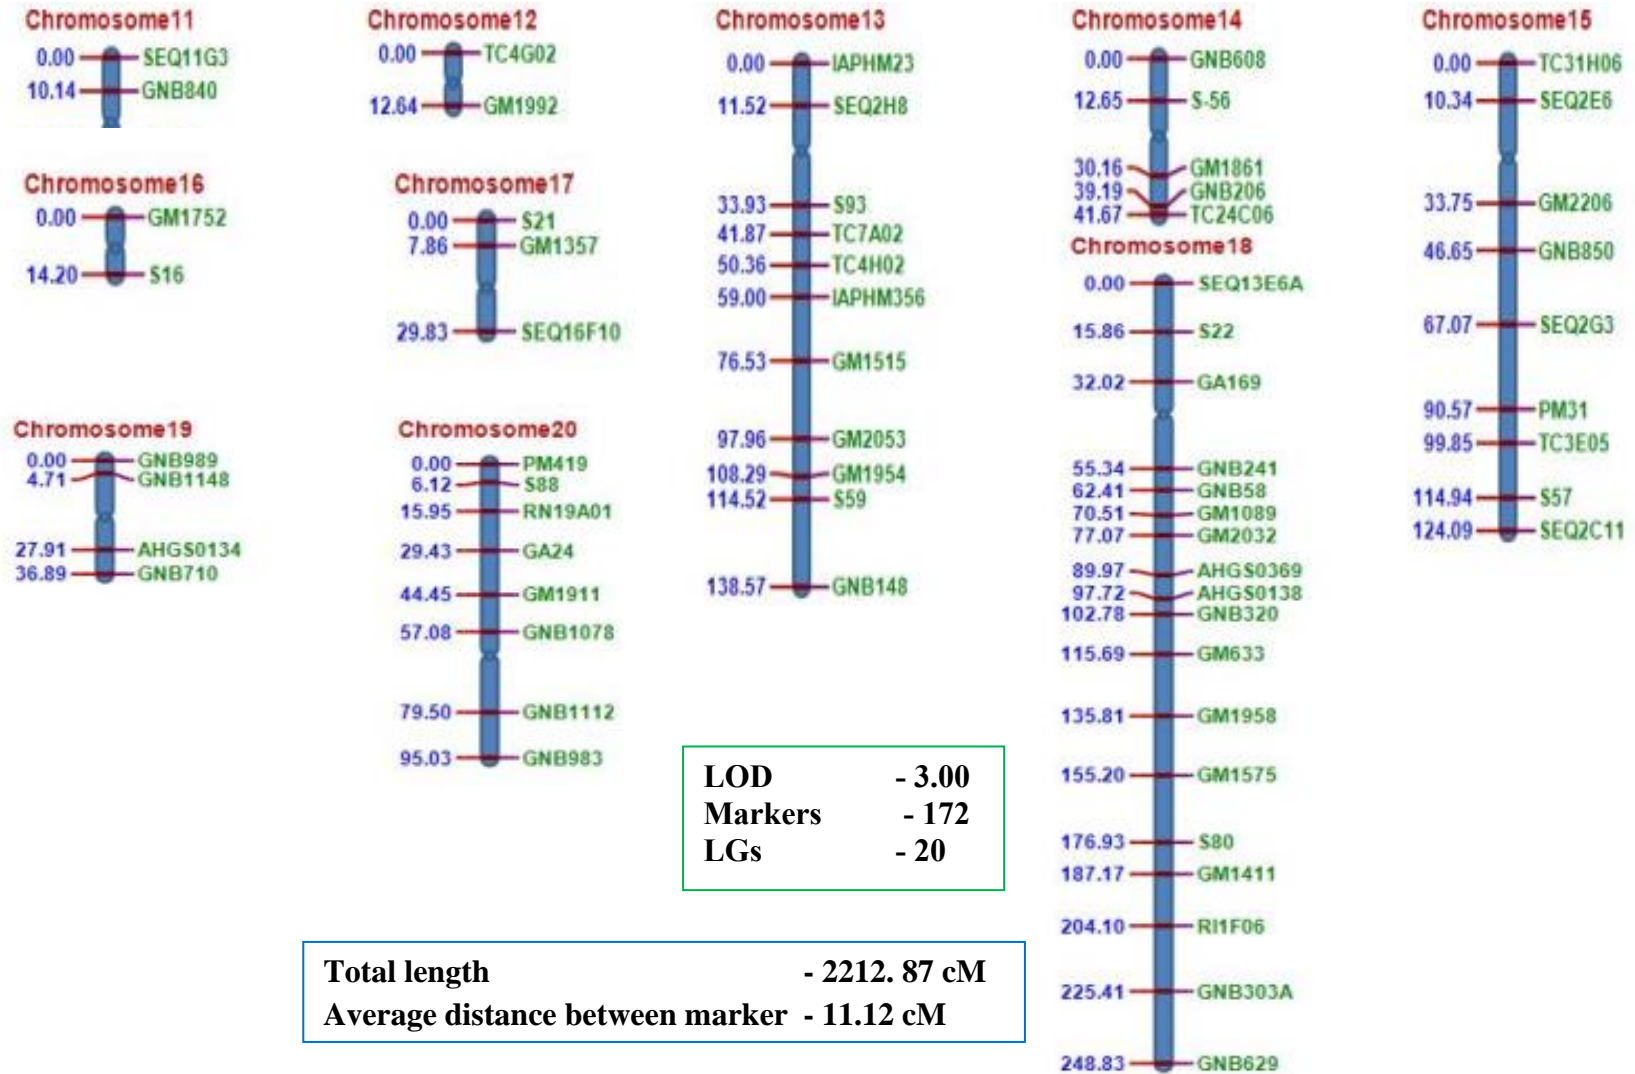 Chromosome11
0.00 SEQ11G3
10.14 GNB840
Chromosome12
0.00 TC4G02
12.64 GM1992
Chromosome13
0.00 IAPHM23
11.52 SEQ2H8
33.93 S93
41.87 TC7A02
50.36 TC4H02
59.00 IAPHM356
76.53 GM1515
97.96 GM2053
108.29 GM1954
114.52 S59
138.57 GNB148
Chromosome14
0.00 GNB608
12.65 S-56
30.16 GM1861
39.19 GNB206
41.67 TC24C06
Chromosome15
0.00 TC31H06
10.34 SEQ2E6
33.75 GM2206
46.65 GNB850
67.07 SEQ2G3
90.57 PM31
99.85 TC3E05
114.94 S57
124.09 SEQ2C11
Chromosome16
0.00 GM1752
14.20 S16
Chromosome17
0.00 S21
7.86 GM1357
29.83 SEQ16F10
Chromosome18
0.00 SEQ13E6A
15.86 S22
32.02 GA169
55.34 GNB241
62.41 GNB58
70.51 GM1089
77.07 GM2032
89.97 AHGS0369
97.72 AHGS0138
102.78 GNB320
115.69 GM633
135.81 GM1958
155.20 GM1575
176.93 S80
187.17 GM1411
204.10 RI1F06
225.41 GNB303A
248.83 GNB629
Chromosome19
0.00 GNB989
4.71 GNB1148
27.91 AHGS0134
36.89 GNB710
Chromosome20
0.00 PM419
6.12 S88
15.95 RN19A01
29.43 GA24
44.45 GM1911
57.08 GNB1078
79.50 GNB1112
95.03 GNB983
LOD - 3.00
Markers - 172
LGs - 20
Total length - 2212. 87 cM
Average distance between marker - 11.12 cM